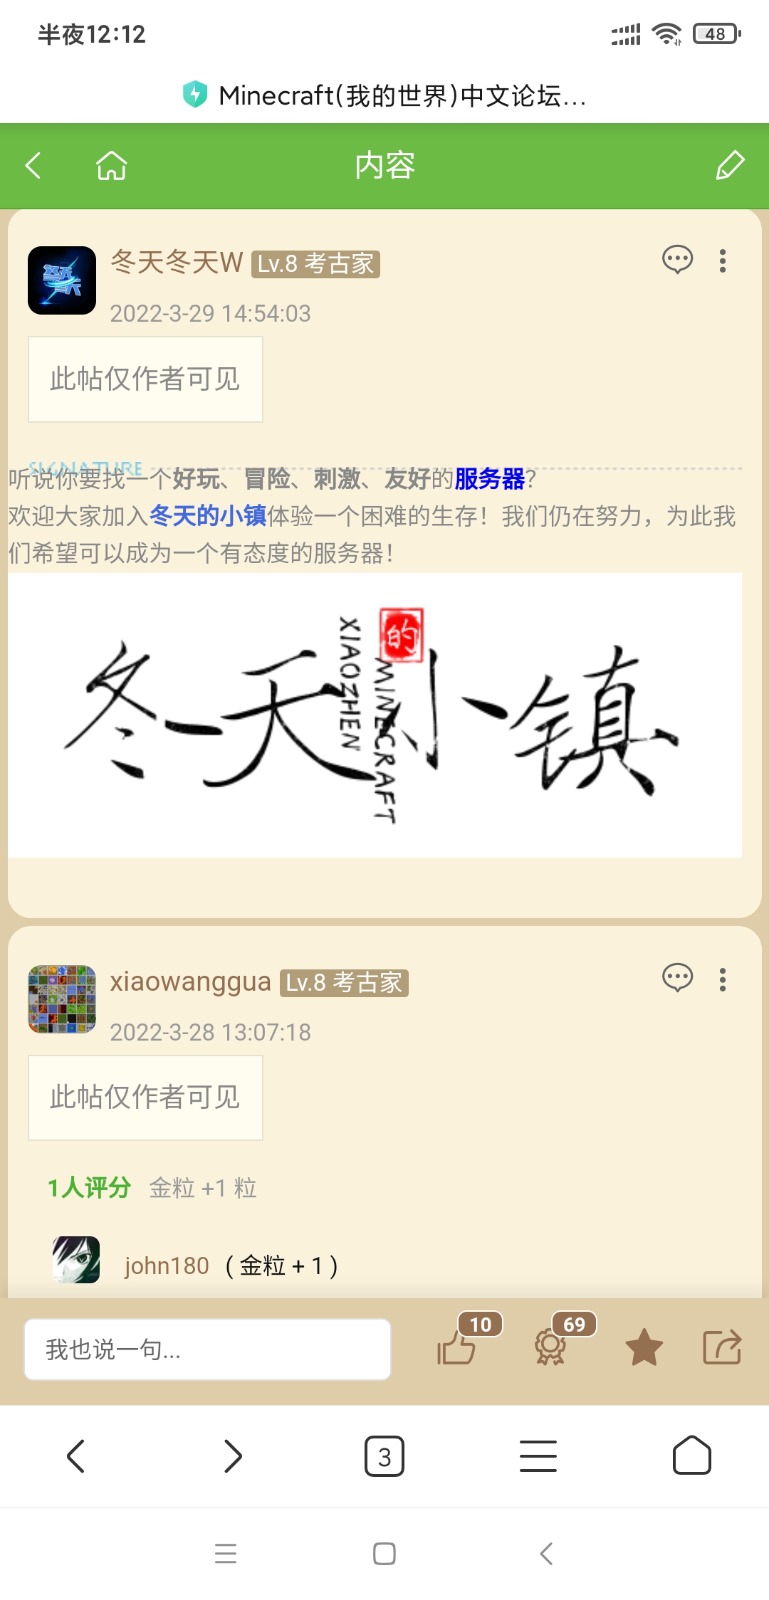 半夜12:12
48
Minecraft(我的世界)中文论坛...
内容
冬天冬天W Lv.8 考古家
2022-3-29 14:54:03
此帖仅作者可见
SIGNATURE
听说你要找一个好玩、冒险、刺激、友好的服务器？
欢迎大家加入冬天的小镇体验一个困难的生存！我们仍在努力，为此我
们希望可以成为一个有态度的服务器！
冬天的小镇
XIAOZHEN
MINECRAFT
xiaowanggua Lv.8 考古家
2022-3-28 13:07:18
此帖仅作者可见
1人评分 金粒 +1 粒
john180 ( 金粒 + 1 )
我也说一句...
10
69
3